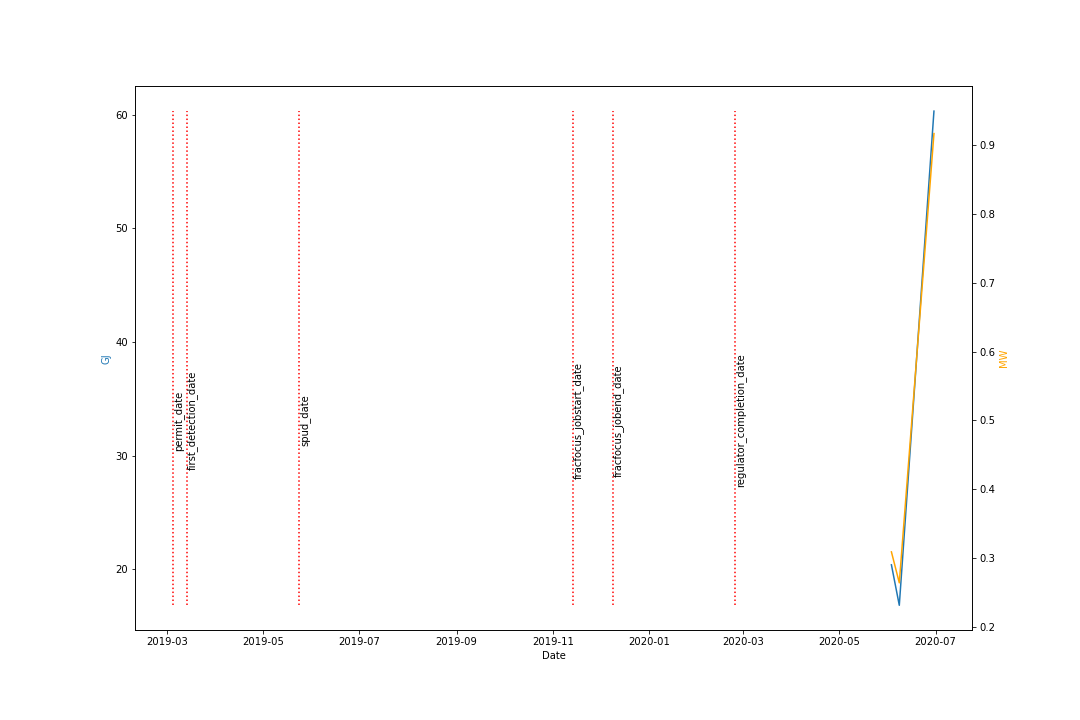 60
50
40
30
20
GJ
permit_date
first_detection_date
spud_date
fracfocus_jobstart_date
fracfocus_jobend_date
regulator_completion_date
0.9
0.8
0.7
0.6
0.5
0.4
0.3
0.2
MW
2019-03 2019-05 2019-07 2019-09 2019-11 2020-01 2020-03 2020-05 2020-07
Date